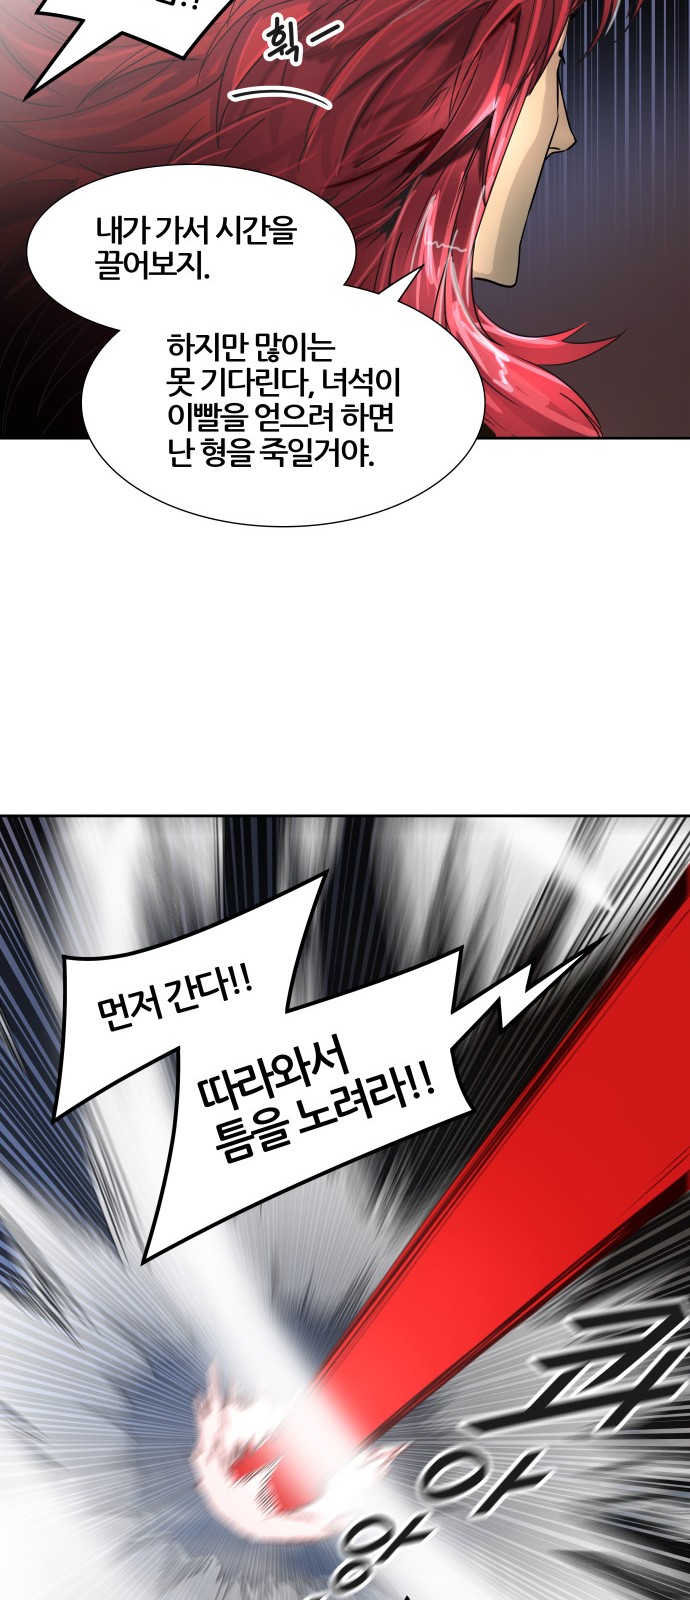 휙ㅡ
내가 가서 시간을
끌어보지.
하지만 많이는
못 기다린다, 녀석이
이빨을 얻으려 하면
난 형을 죽일거야.
먼저 간다!!
따라와서
틈을 노려라!!
콰
아
앙